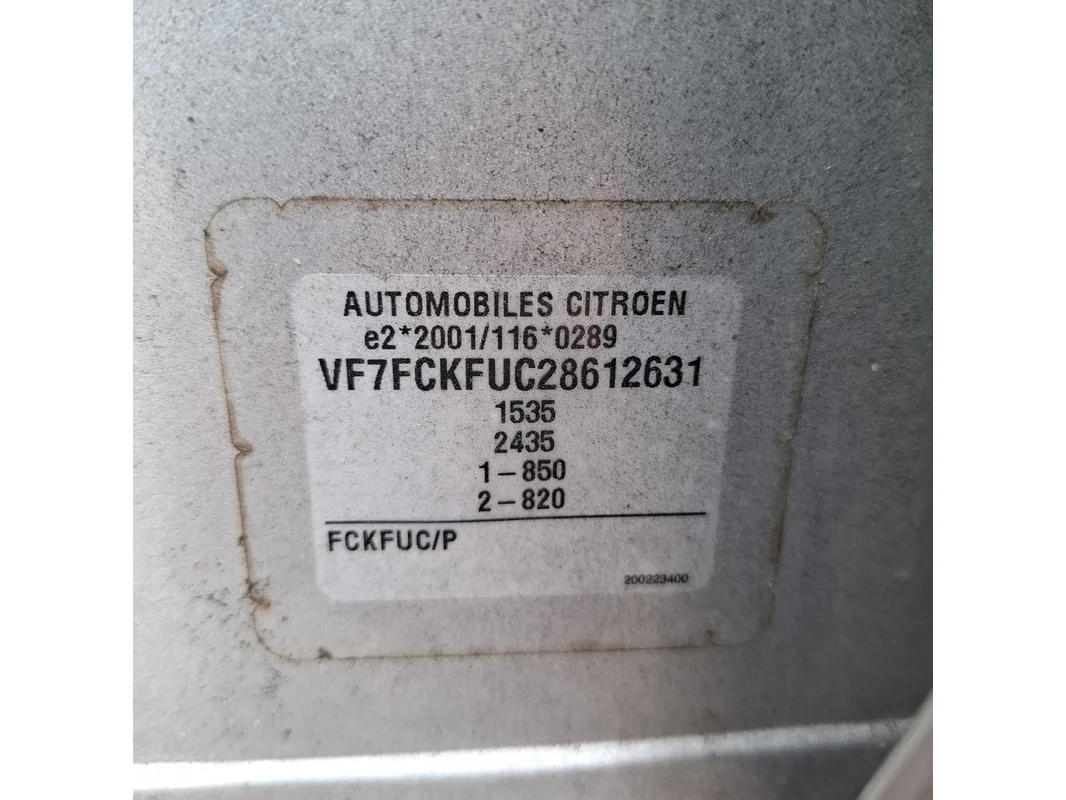 AUTOMOBILES CITROEN
e2*2001/116*0289
VF7FCKFUC28612631
1535
2435
1-850
2-820
FCKFUC/P
200223400